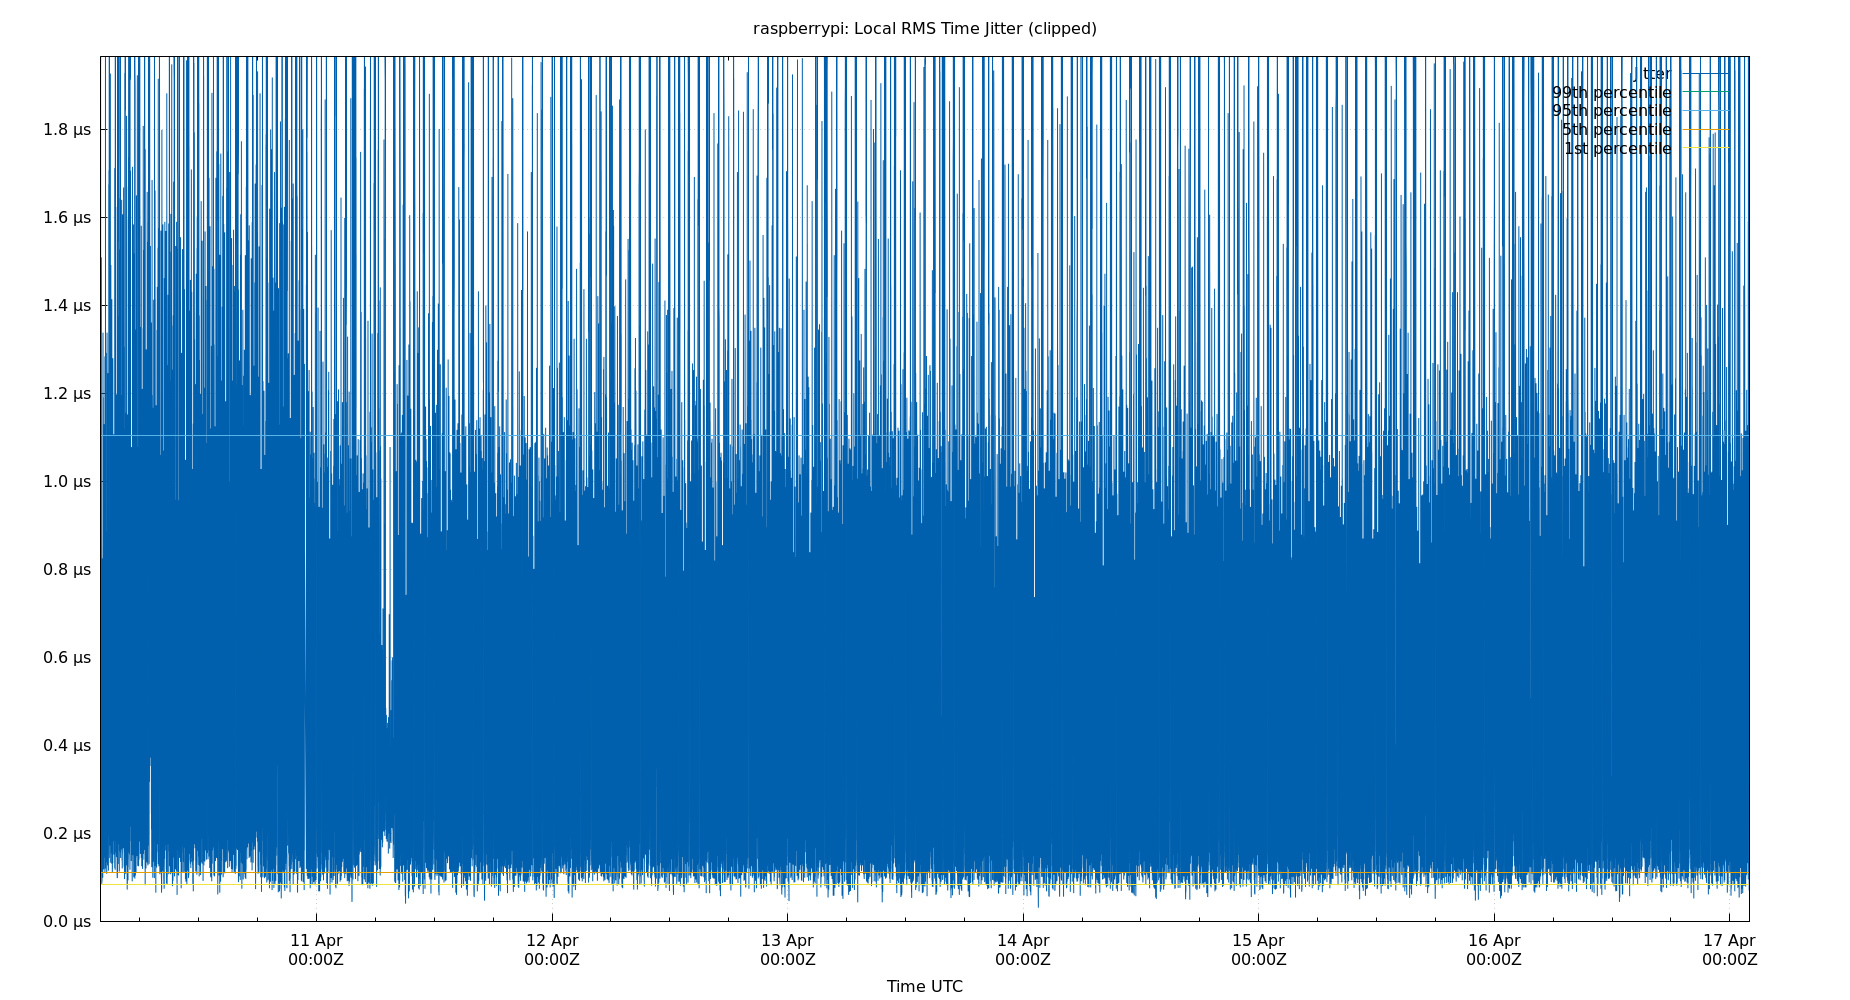 raspberrypi: Local RMS Time Jitter (clipped)
Jitter
99th percentile
95th percentile
5th percentile
1st percentile
1.8 µs
1.6 µs
1.4 µs
1.2 µs
1.0 µs
0.8 µs
0.6 µs
0.4 µs
0.2 µs
0.0 µs
11 Apr 12 Apr 13 Apr 14 Apr 15 Apr 16 Apr 17 Apr
00:00Z 00:00Z 00:00Z 00:00Z 00:00Z 00:00Z 00:00Z
Time UTC